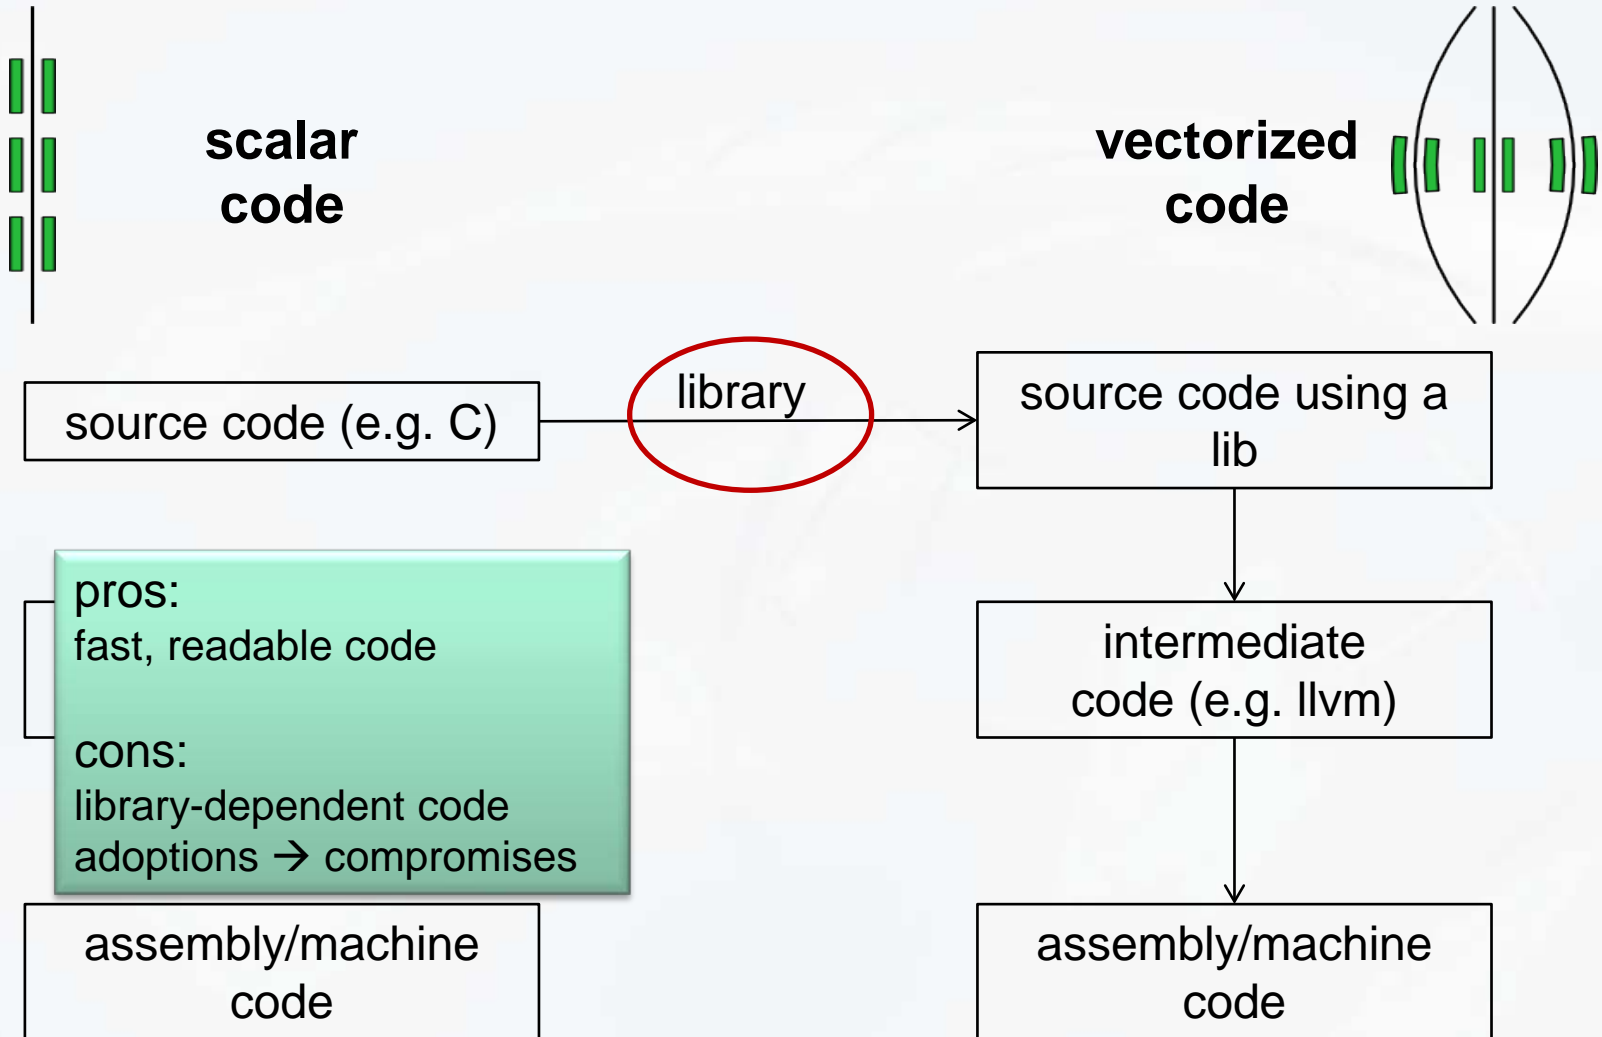 scalar
code
vectorized
code
source code (e.g. C)
library
source code using a
lib
pros:
fast, readable code
cons:
library-dependent code
adoptions → compromises
intermediate
code (e.g. llvm)
assembly/machine
code
assembly/machine
code